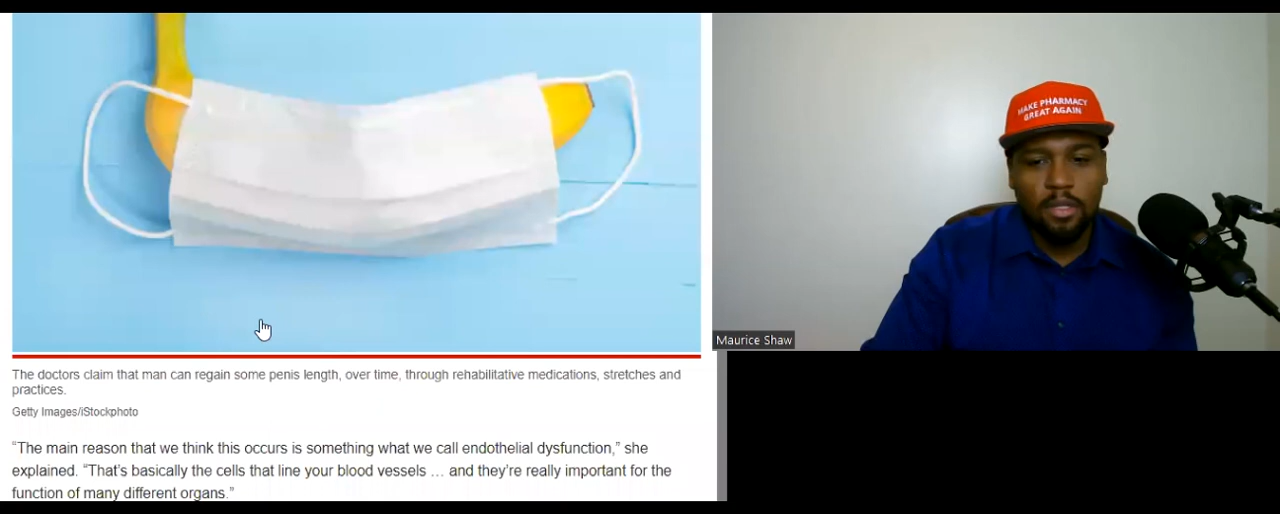 MAKE PHARMACY
GREAT AGAIN
Maurice Shaw
The doctors claim that man can regain some penis length, over time, through rehabilitative medications, stretches and
practices.
Getty Images/iStockphoto
“The main reason that we think this occurs is something what we call endothelial dysfunction,” she
explained. “That’s basically the cells that line your blood vessels … and they’re really important for the
function of many different organs.”